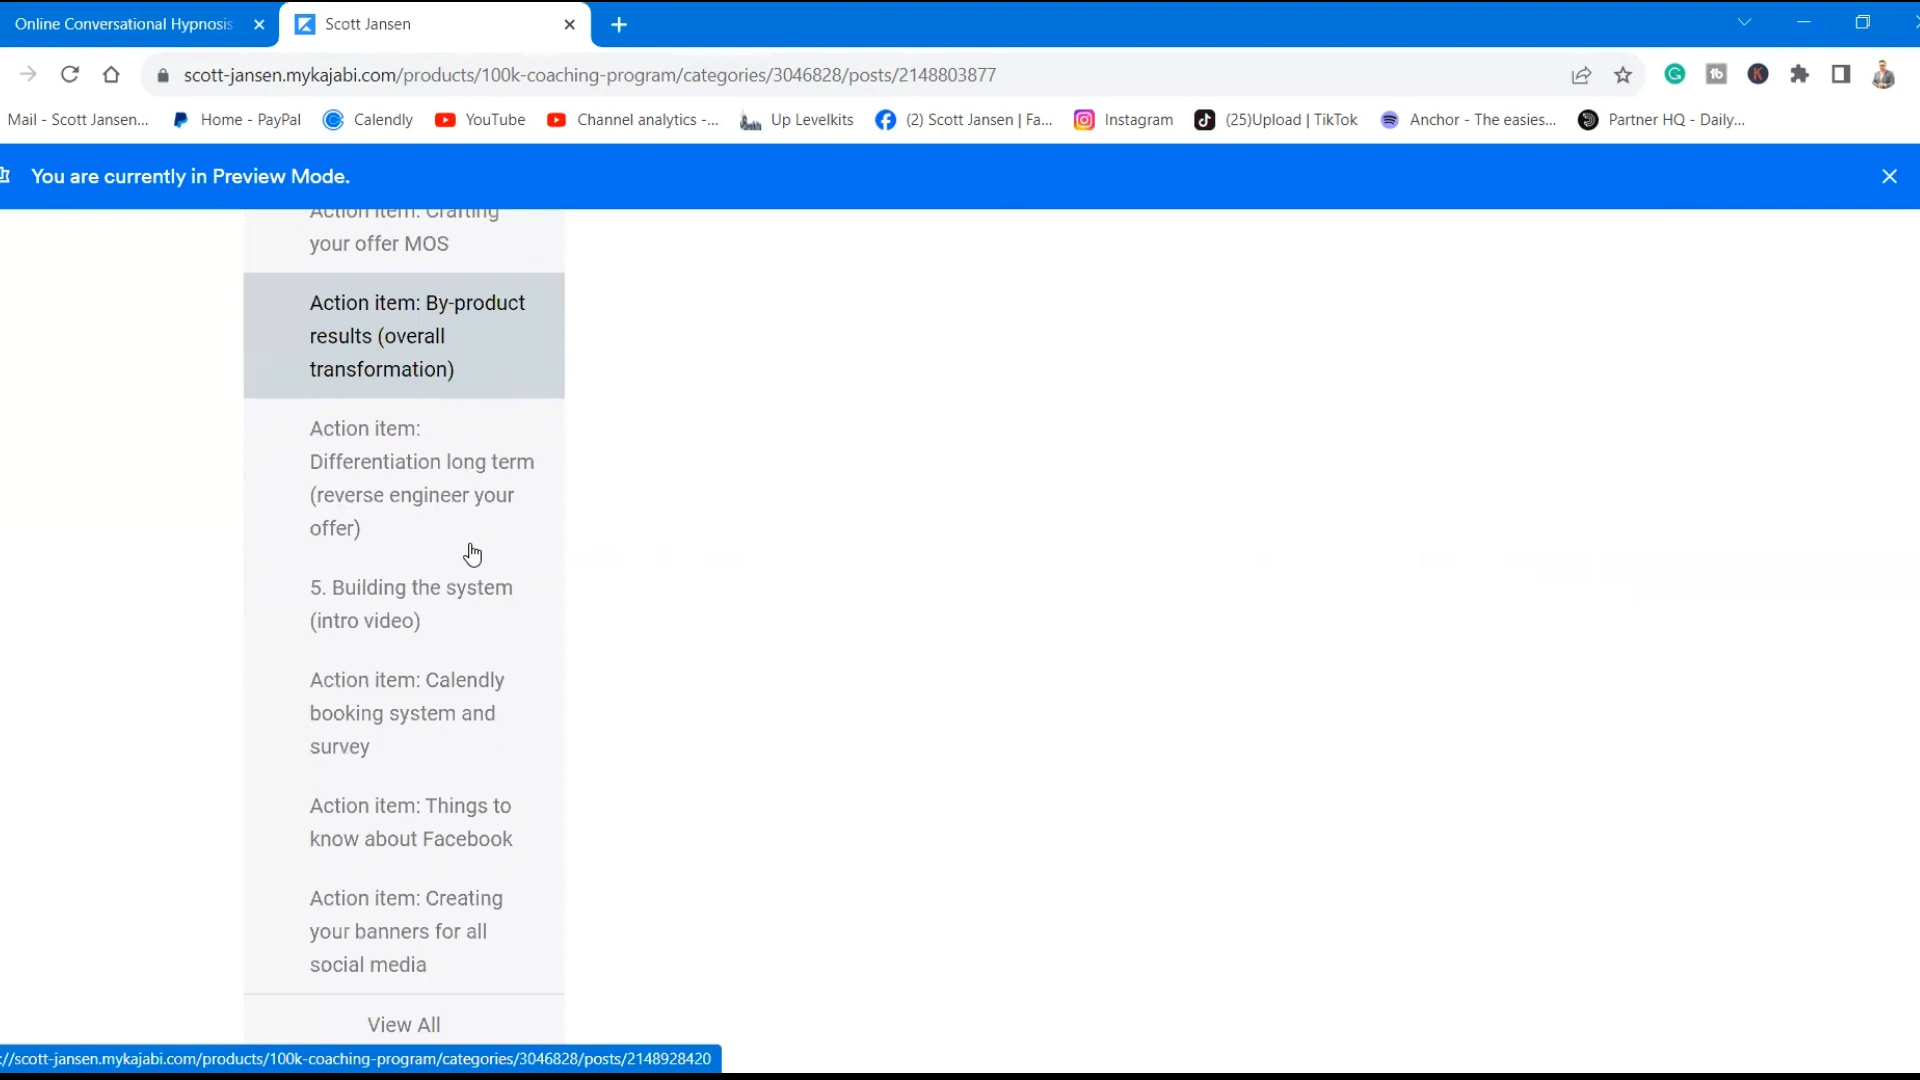 Online Conversational Hypnosis
Scott Jansen
scott-jansen.mykajabi.com/products/100k-coaching-program/categories/3046828/posts/2148803877
Mail - Scott Jansen...
Home - PayPal
Calendly
YouTube
Channel analytics -...
Up Levelkits
(2) Scott Jansen | Fa...
Instagram
(25)Upload | TikTok
Anchor - The easies...
Partner HQ - Daily...
You are currently in Preview Mode.
Action item: Crafting
your offer MOS
Action item: By-product
results (overall
transformation)
Action item:
Differentiation long term
(reverse engineer your
offer)
5. Building the system
(intro video)
Action item: Calendly
booking system and
survey
Action item: Things to
know about Facebook
Action item: Creating
your banners for all
social media
View All
://scott-jansen.mykajabi.com/products/100k-coaching-program/categories/3046828/posts/2148928420